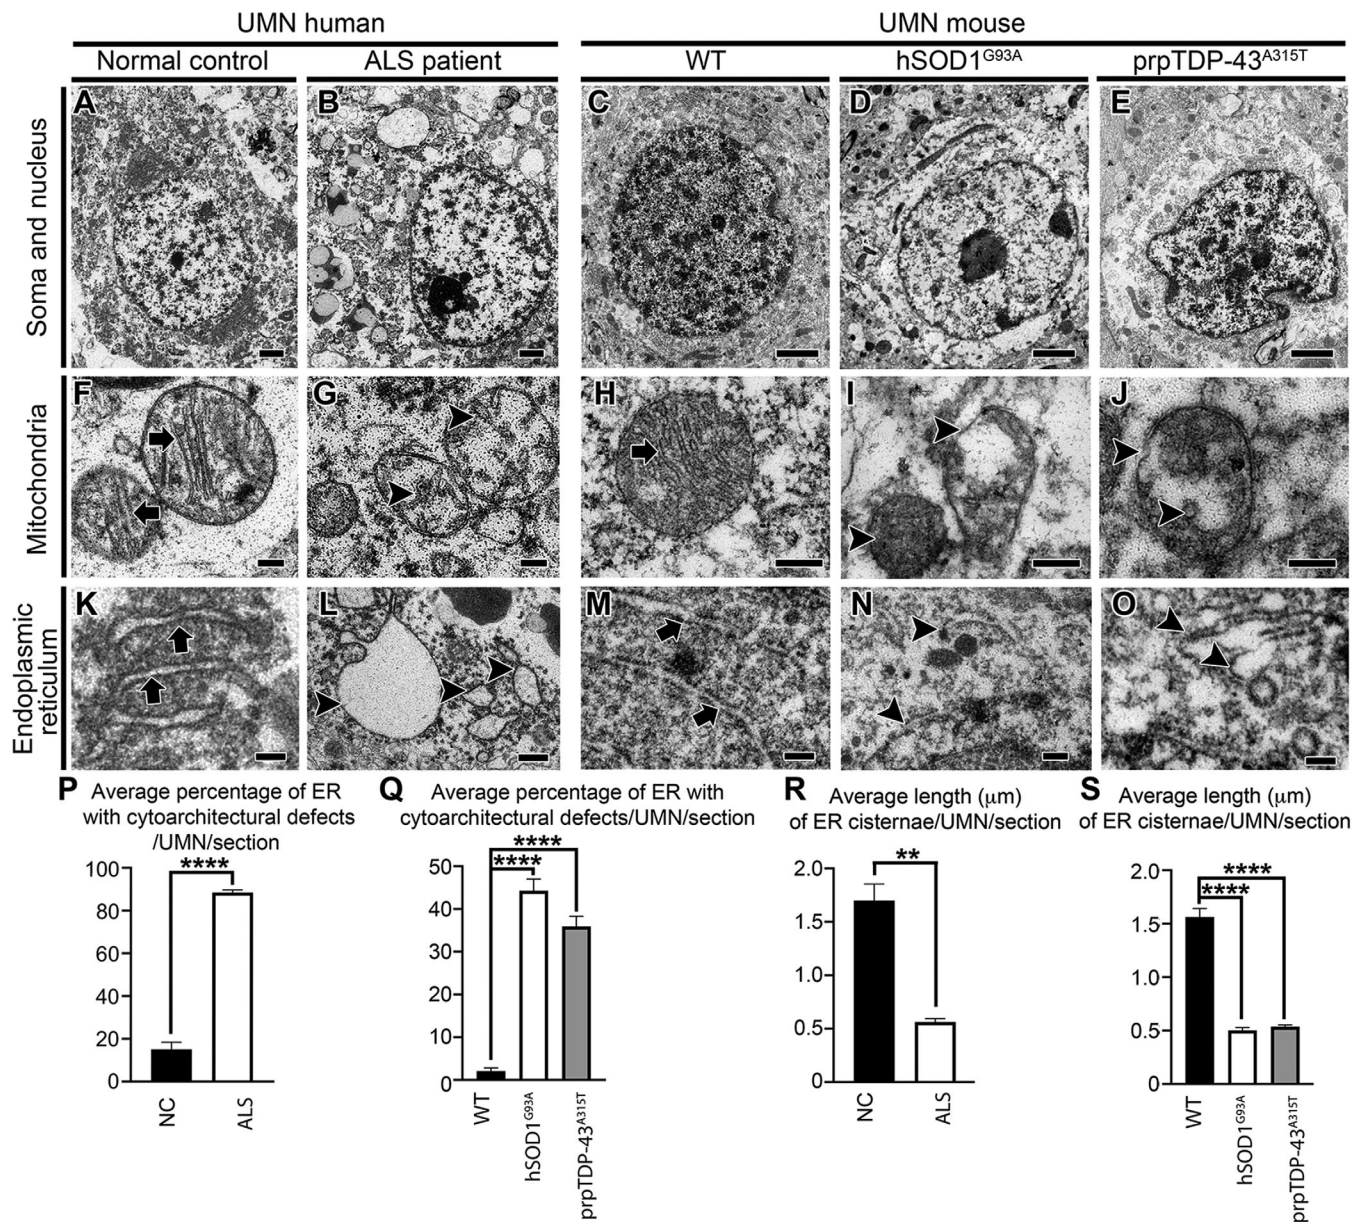 UMN human
UMN mouse
Normal control
ALS patient
WT
hSOD1G93A
prpTDP-43A315T
Soma and nucleus
A
B
C
D
E
Mitochondria
F
G
H
I
J
Endoplasmic
reticulum
K
L
M
N
O
P
Average percentage of ER
with cytoarchitectural defects
/UMN/section
100
80
60
40
20
0
****
NC
ALS
Q
Average percentage of ER with
cytoarchitectural defects/UMN/section
50
40
30
20
10
0
****
****
WT
hSOD1G93A
prpTDP-43A315T
R
Average length (μm)
of ER cisternae/UMN/section
2.0
1.5
1.0
0.5
0
**
NC
ALS
S
Average length (μm)
of ER cisternae/UMN/section
2.0
1.5
1.0
0.5
0
****
****
WT
hSOD1G93A
prpTDP-43A315T